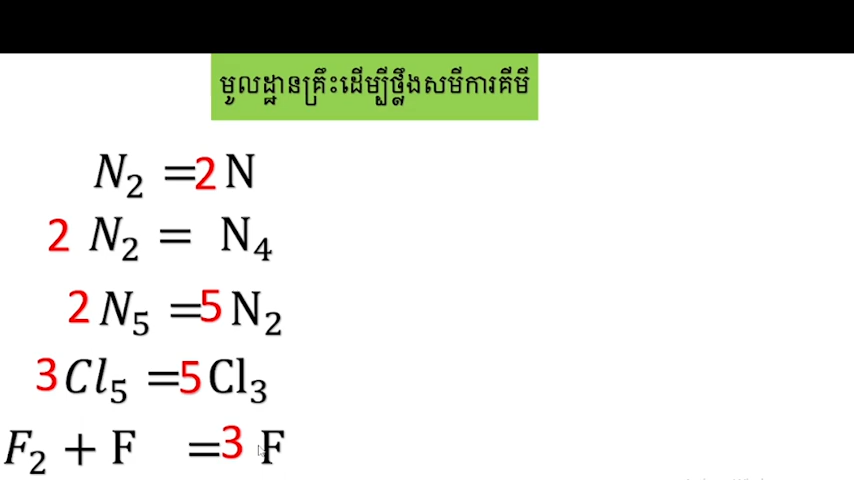 មូលដ្ឋានគ្រឹះដើម្បីថ្លឹងសមីការគីមី
N₂ =2 N
2 N₂ = N₄
2 N₅ =5 N₂
3 Cl₅ =5 Cl₃
F₂ + F =3 F